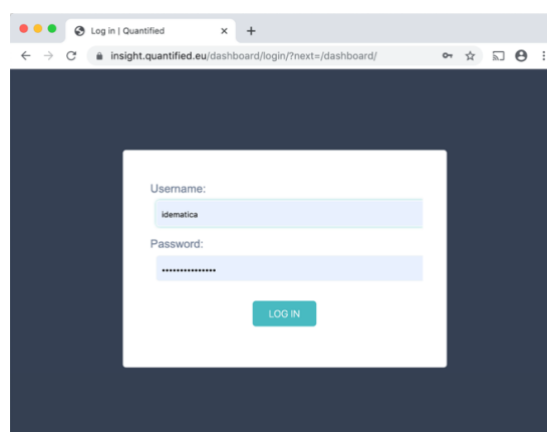 Log in | Quantified
insight.quantified.eu/dashboard/login/?next=/dashboard/
Username:
idematica
Password:
•••••••••••••••
LOG IN